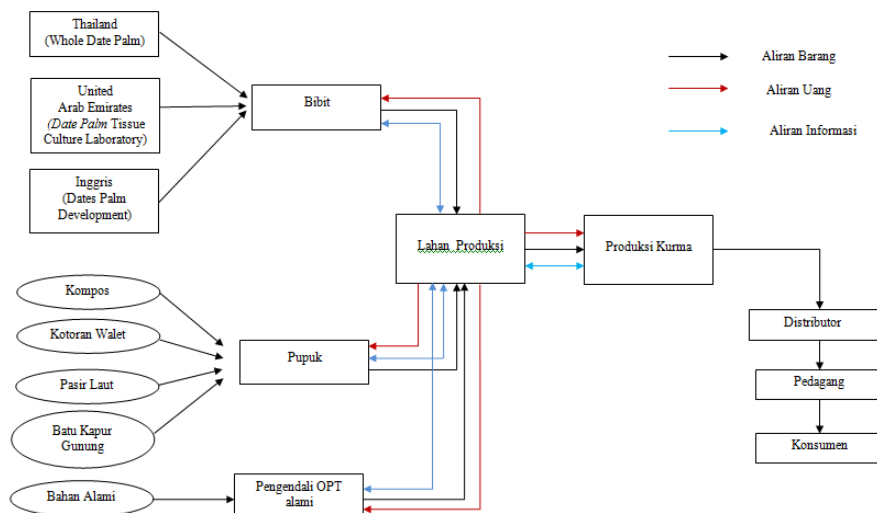 Thailand
(Whole Date Palm)
United
Arab Emirates
(Date Palm Tissue
Culture Laboratory)
Inggris
(Dates Palm
Development)
Bibit
Aliran Barang
Aliran Uang
Aliran Informasi
Lahan Produksi
Produksi Kurma
Kompos
Kotoran Walet
Pasir Laut
Batu Kapur
Gunung
Pupuk
Bahan Alami
Pengendali OPT
alami
Distributor
Pedagang
Konsumen